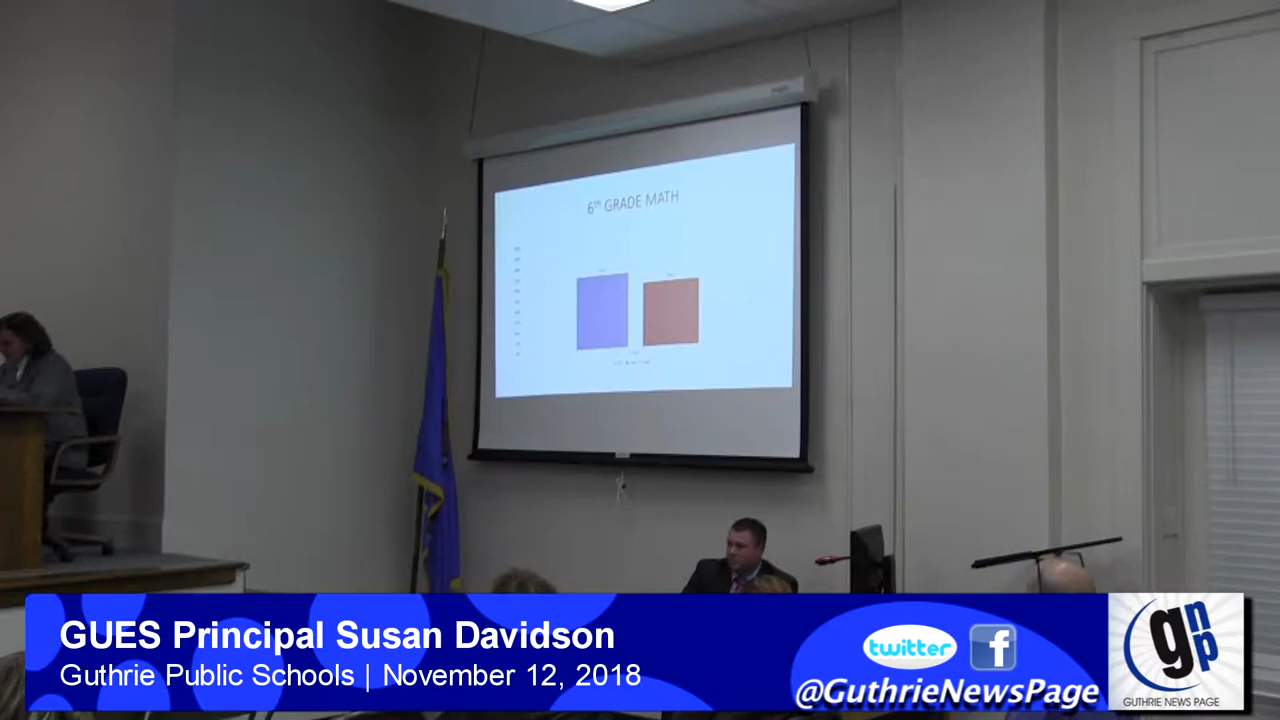 6th GRADE MATH
GUES Principal Susan Davidson
Guthrie Public Schools | November 12, 2018
twitter
f
@GuthrieNewsPage
gnp
GUTHRIE NEWS PAGE